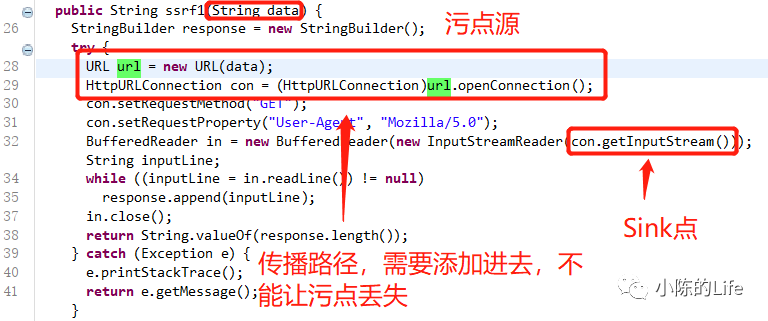 public String ssrf1(String data) {
26 StringBuilder response = new StringBuilder();
污点源
try {
28 URL url = new URL(data);
29 HttpURLConnection con = (HttpURLConnection)url.openConnection();
30 con.setRequestMethod("GET");
31 con.setRequestProperty("User-Agent", "Mozilla/5.0");
32 BufferedReader in = new BufferedReader(new InputStreamReader(con.getInputStream()));
String inputLine;
34 while ((inputLine = in.readLine()) != null)
35 response.append(inputLine);
37 in.close();
Sink点
38 return String.valueOf(response.length());
39 } catch (Exception e) {
40 e.printStackTrace();
41 return e.getMessage();
}
传播路径，需要添加进去，不
能让污点丢失
小陈的Life